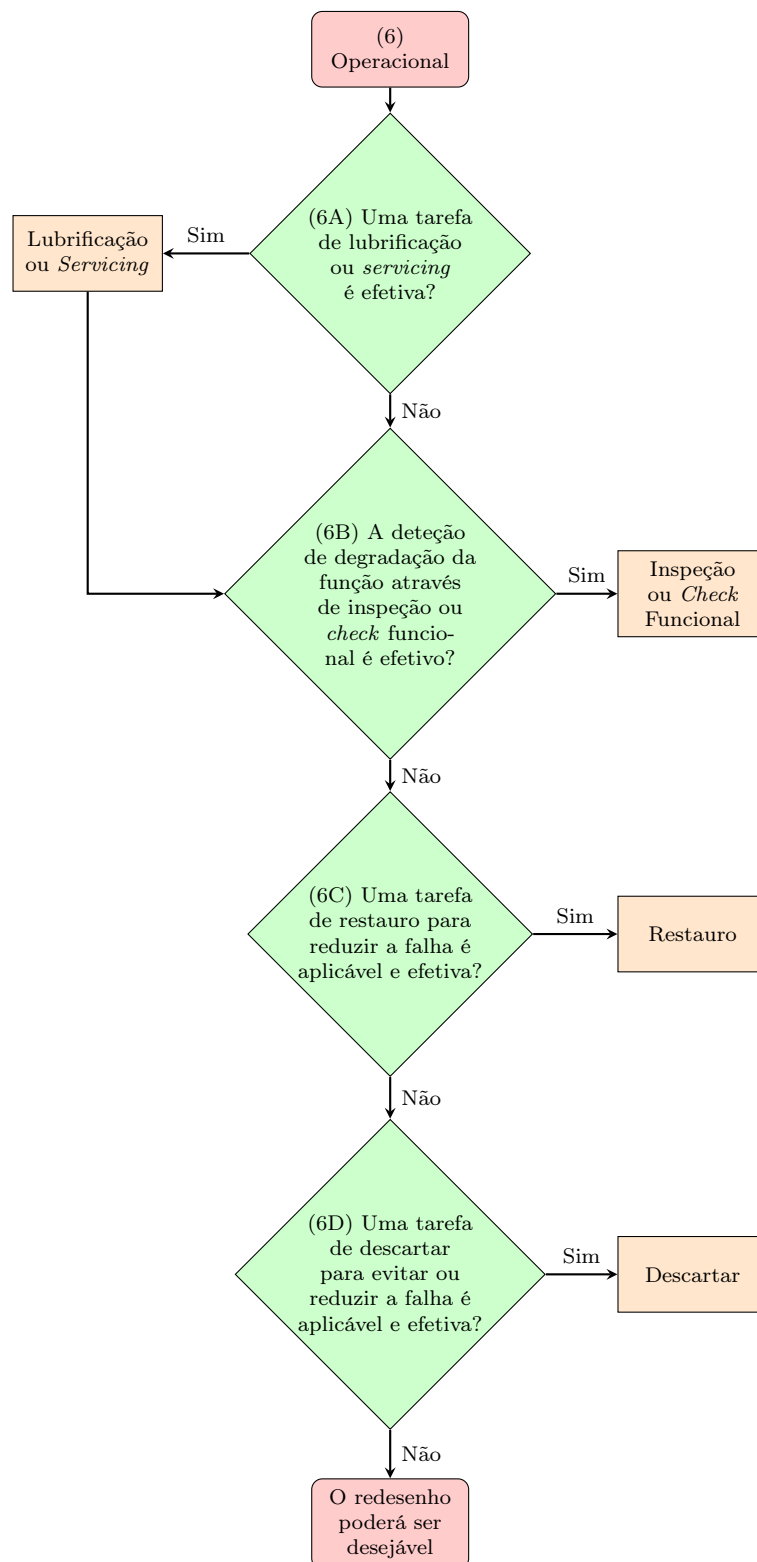 (6)
Operacional
(6A) Uma tarefa
de lubrificação
ou servicing
é efetiva?
Sim
Lubrificação
ou Servicing
Não
(6B) A deteção
de degradação da
função através
de inspeção ou
check funcio-
nal é efetivo?
Sim
Inspeção
ou Check
Funcional
Não
(6C) Uma tarefa
de restauro para
reduzir a falha é
aplicável e efetiva?
Sim
Restauro
Não
(6D) Uma tarefa
de descartar
para evitar ou
reduzir a falha é
aplicável e efetiva?
Sim
Descartar
Não
O redesenho
poderá ser
desejável